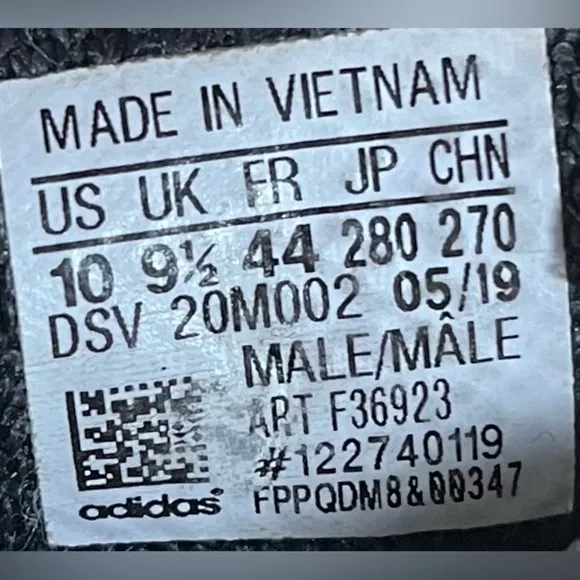 MADE IN VIETNAM
US UK FR JP CHN
10 9½ 44 280 270
DSV 20M002 05/19
MALE/MÂLE
ART F36923
#122740119
adidas FPPQDM8&00347